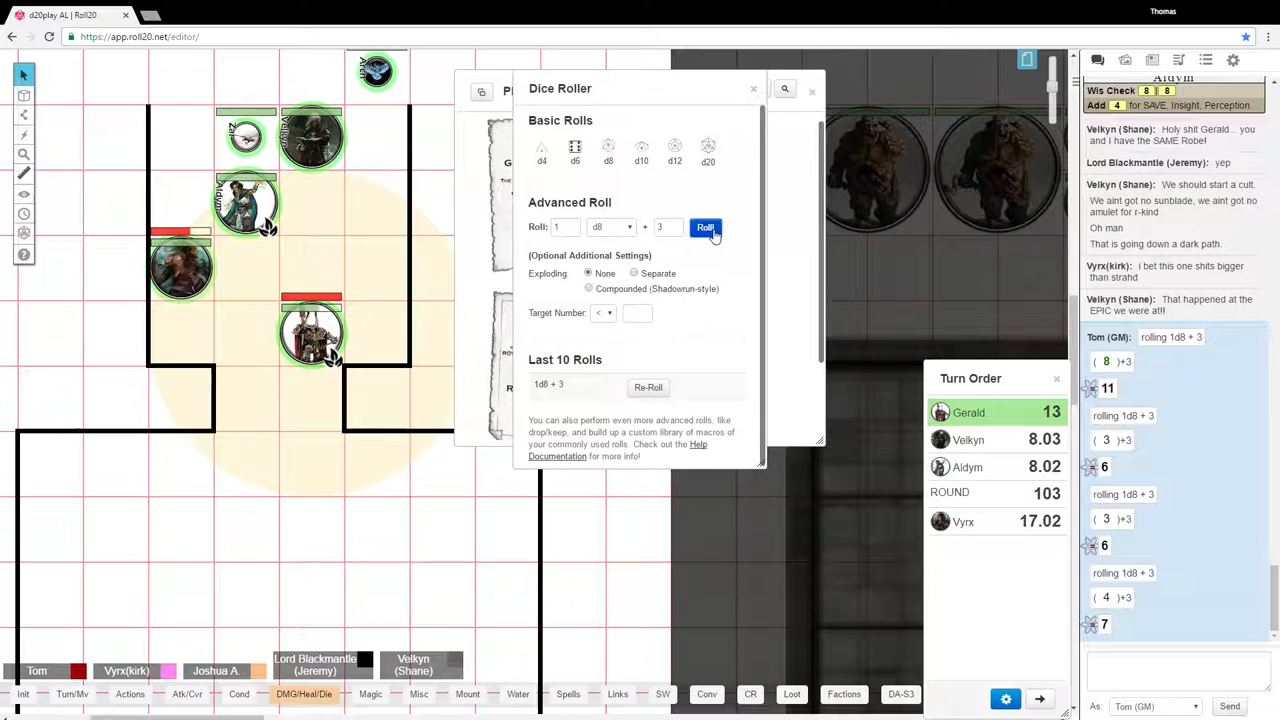 Thomas
d20play AL | Roll20
https://app.roll20.net/editor/
Arch
Velkyn
Aldym
Dice Roller
Basic Rolls
d4
d6
d8
d10
d12
d20
Advanced Roll
Roll:
1
d8
+
3
Roll
(Optional Additional Settings)
Exploding:
None
Separate
Compounded (Shadowrun-style)
Target Number:
<
Last 10 Rolls
1d8 + 3
Re-Roll
You can also perform even more advanced rolls, like
drop/keep, and build up a custom library of macros of
your commonly used rolls. Check out the Help
Documentation for more info!
Turn Order
Gerald 13
Velkyn 8.03
Aldym 8.02
ROUND 103
Vyrx 17.02
Aldym
Wis Check 8 8
Add 4 for SAVE, Insight. Perception
Velkyn (Shane): Holy shit Gerald... you
and I have the SAME Robe!
Lord Blackmantle (Jeremy): yep
Velkyn (Shane): We should start a cult.
We aint got no sunblade, we aint got no
amulet for r-kind
Oh man
That is going down a dark path.
Vyrx(kirk): i bet this one shits bigger
than strahd
Velkyn (Shane): That happened at the
EPIC we were at!!
Tom (GM): rolling 1d8 + 3
( 8 )+3
11
rolling 1d8 + 3
( 3 )+3
6
rolling 1d8 + 3
( 3 )+3
6
rolling 1d8 + 3
( 4 )+3
7
As: Tom (GM)
Send
Tom
Vyrx(kirk)
Joshua A.
Lord Blackmantle
(Jeremy)
Velkyn
(Shane)
Init
Turn/Mv
Actions
Atk/Cvr
Cond
DMG/Heal/Die
Magic
Misc
Mount
Water
Spells
Links
SW
Conv
CR
Loot
Factions
DA-S3